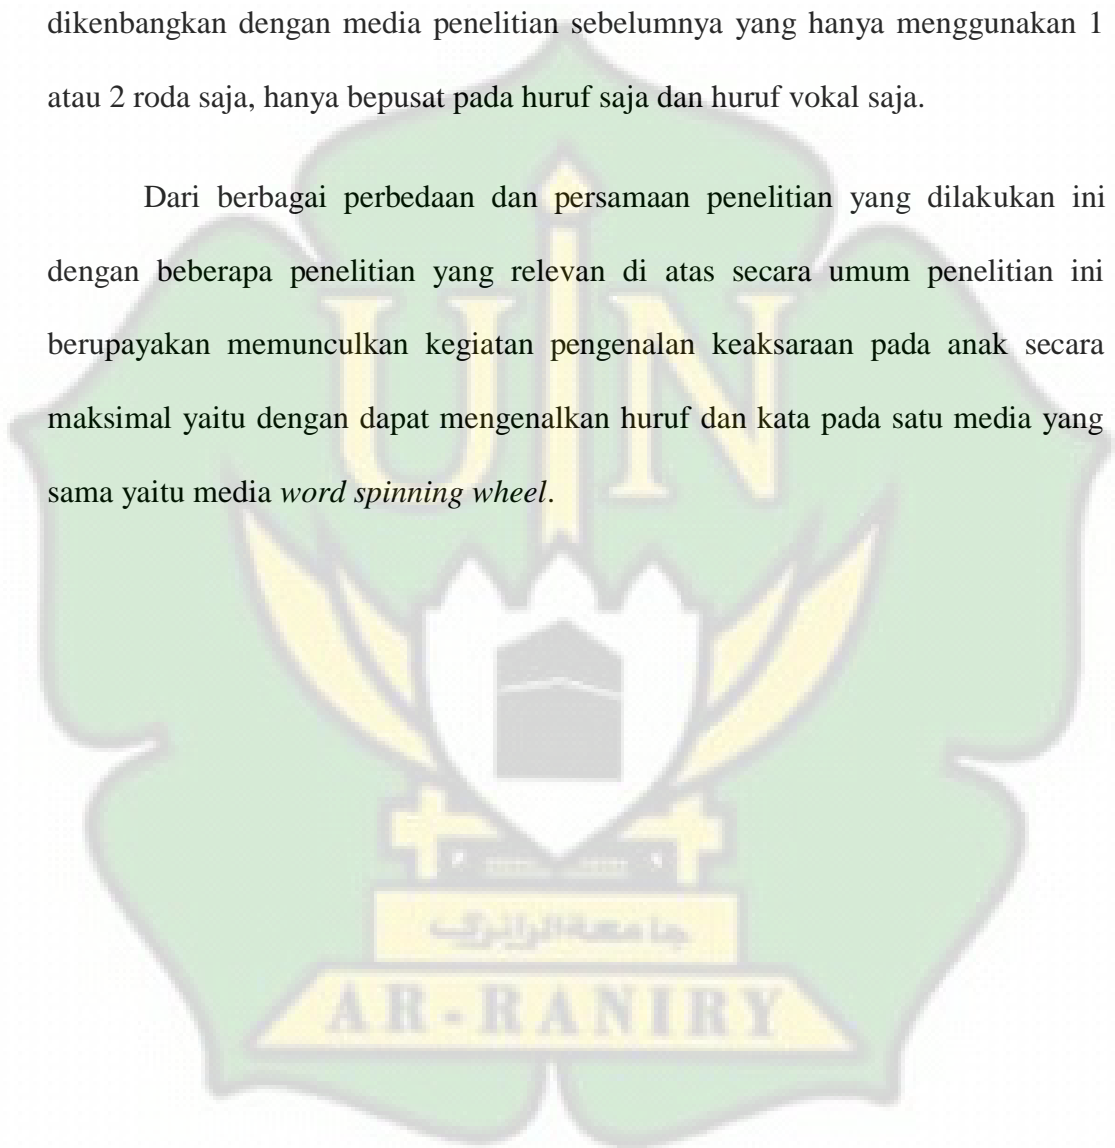 dikenbangkan dengan media penelitian sebelumnya yang hanya menggunakan 1
atau 2 roda saja, hanya bepusat pada huruf saja dan huruf vokal saja.
Dari berbagai perbedaan dan persamaan penelitian yang dilakukan ini
dengan beberapa penelitian yang relevan di atas secara umum penelitian ini
berupayakan memunculkan kegiatan pengenalan keaksaraan pada anak secara
maksimal yaitu dengan dapat mengenalkan huruf dan kata pada satu media yang
sama yaitu media word spinning wheel.
UIN
جامعة الرانيري
AR-RANIRY